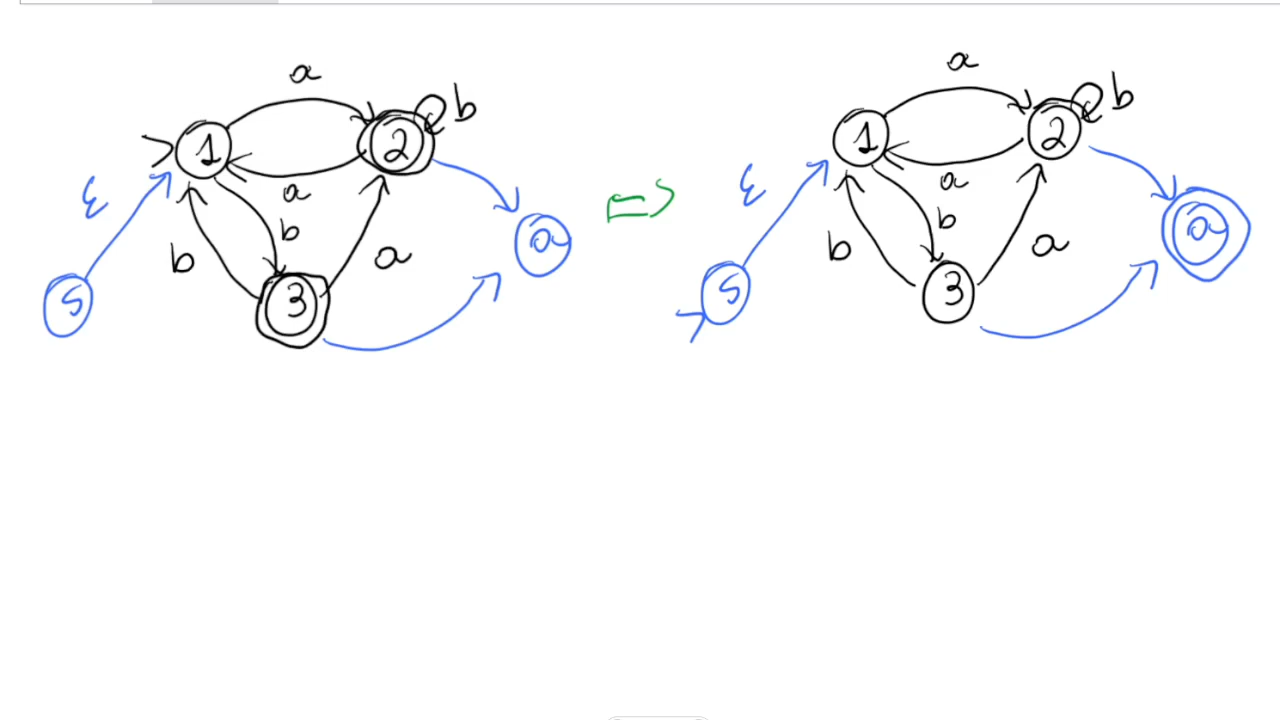 a a
1 2 b 1 2 b
ε a a ε a a
b b a b b a
S 3 S 3